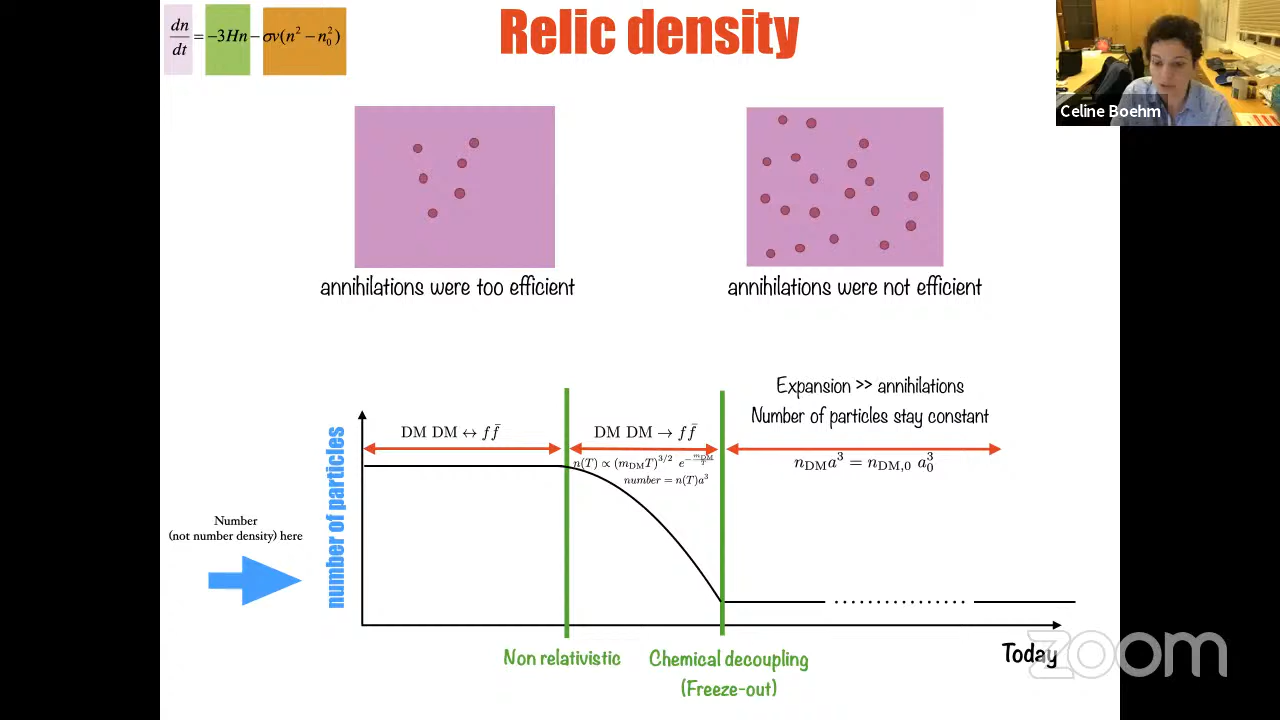 dn/dt = -3Hn - σv(n² - n₀²)
Relic density
Celine Boehm
annihilations were too efficient
annihilations were not efficient
Expansion >> annihilations
Number of particles stay constant
DM DM ↔ f f̄
DM DM → f f̄
n(T) ∝ (m_DM T)^{3/2} e^{-m_DM/T}
number = n(T)a³
n_DM a³ = n_DM,0 a₀³
number of particles
Number
(not number density) here
Non relativistic
Chemical decoupling
(Freeze-out)
Today
zoom